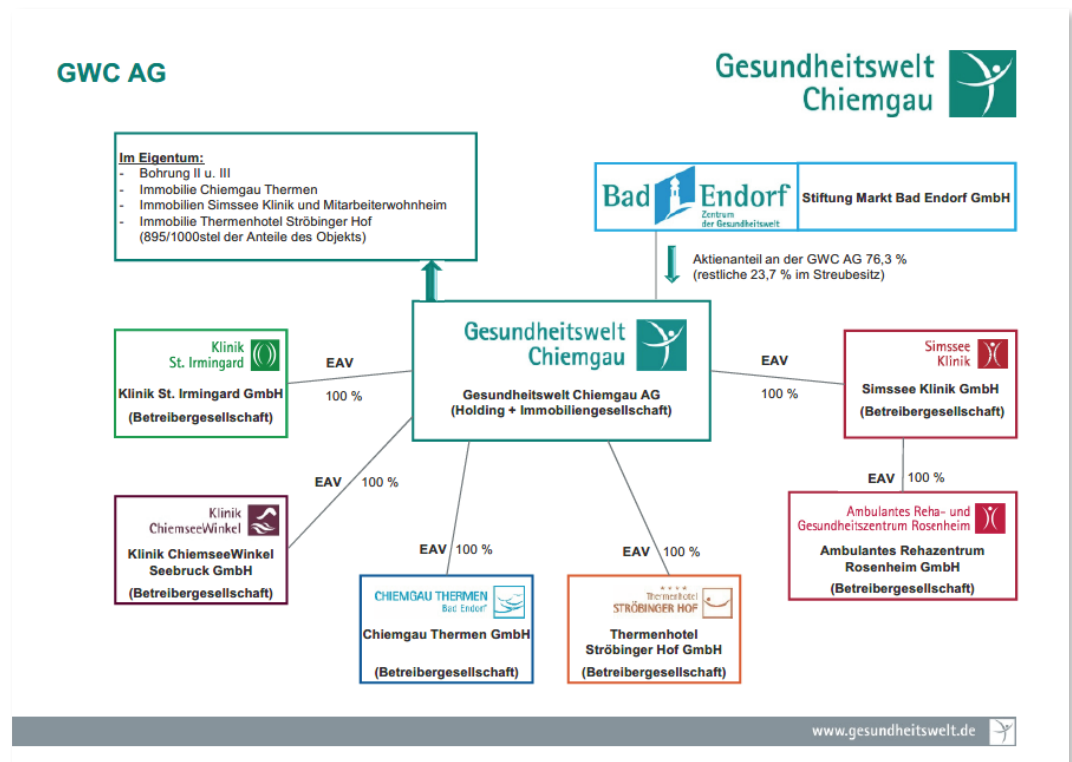 GWC AG
Gesundheitswelt
Chiemgau
Im Eigentum:
- Bohrung II u. III
- Immobilie Chiemgau Thermen
- Immobilien Simssee Klinik und Mitarbeiterwohnheim
- Immobilie Thermenhotel Ströbinger Hof
(895/1000stel der Anteile des Objekts)
Bad Endorf
Zentrum
der Gesundheitswelt
Stiftung Markt Bad Endorf GmbH
Aktienanteil an der GWC AG 76,3 %
(restliche 23,7 % im Streubesitz)
Gesundheitswelt
Chiemgau
Gesundheitswelt Chiemgau AG
(Holding + Immobiliengesellschaft)
Klinik
St. Irmingard
Klinik St. Irmingard GmbH
(Betreibergesellschaft)
EAV
100 %
EAV
100 %
Simssee
Klinik
Simssee Klinik GmbH
(Betreibergesellschaft)
EAV 100 %
EAV 100 %
Klinik
ChiemseeWinkel
Klinik ChiemseeWinkel
Seebruck GmbH
(Betreibergesellschaft)
Ambulantes Reha- und
Gesundheitszentrum Rosenheim
Ambulantes Rehazentrum
Rosenheim GmbH
(Betreibergesellschaft)
EAV 100 %
EAV 100 %
CHIEMGAU THERMEN
Bad Endorf
Chiemgau Thermen GmbH
(Betreibergesellschaft)
Thermenhotel
STRÖBINGER HOF
Thermenhotel
Ströbinger Hof GmbH
(Betreibergesellschaft)
www.gesundheitswelt.de